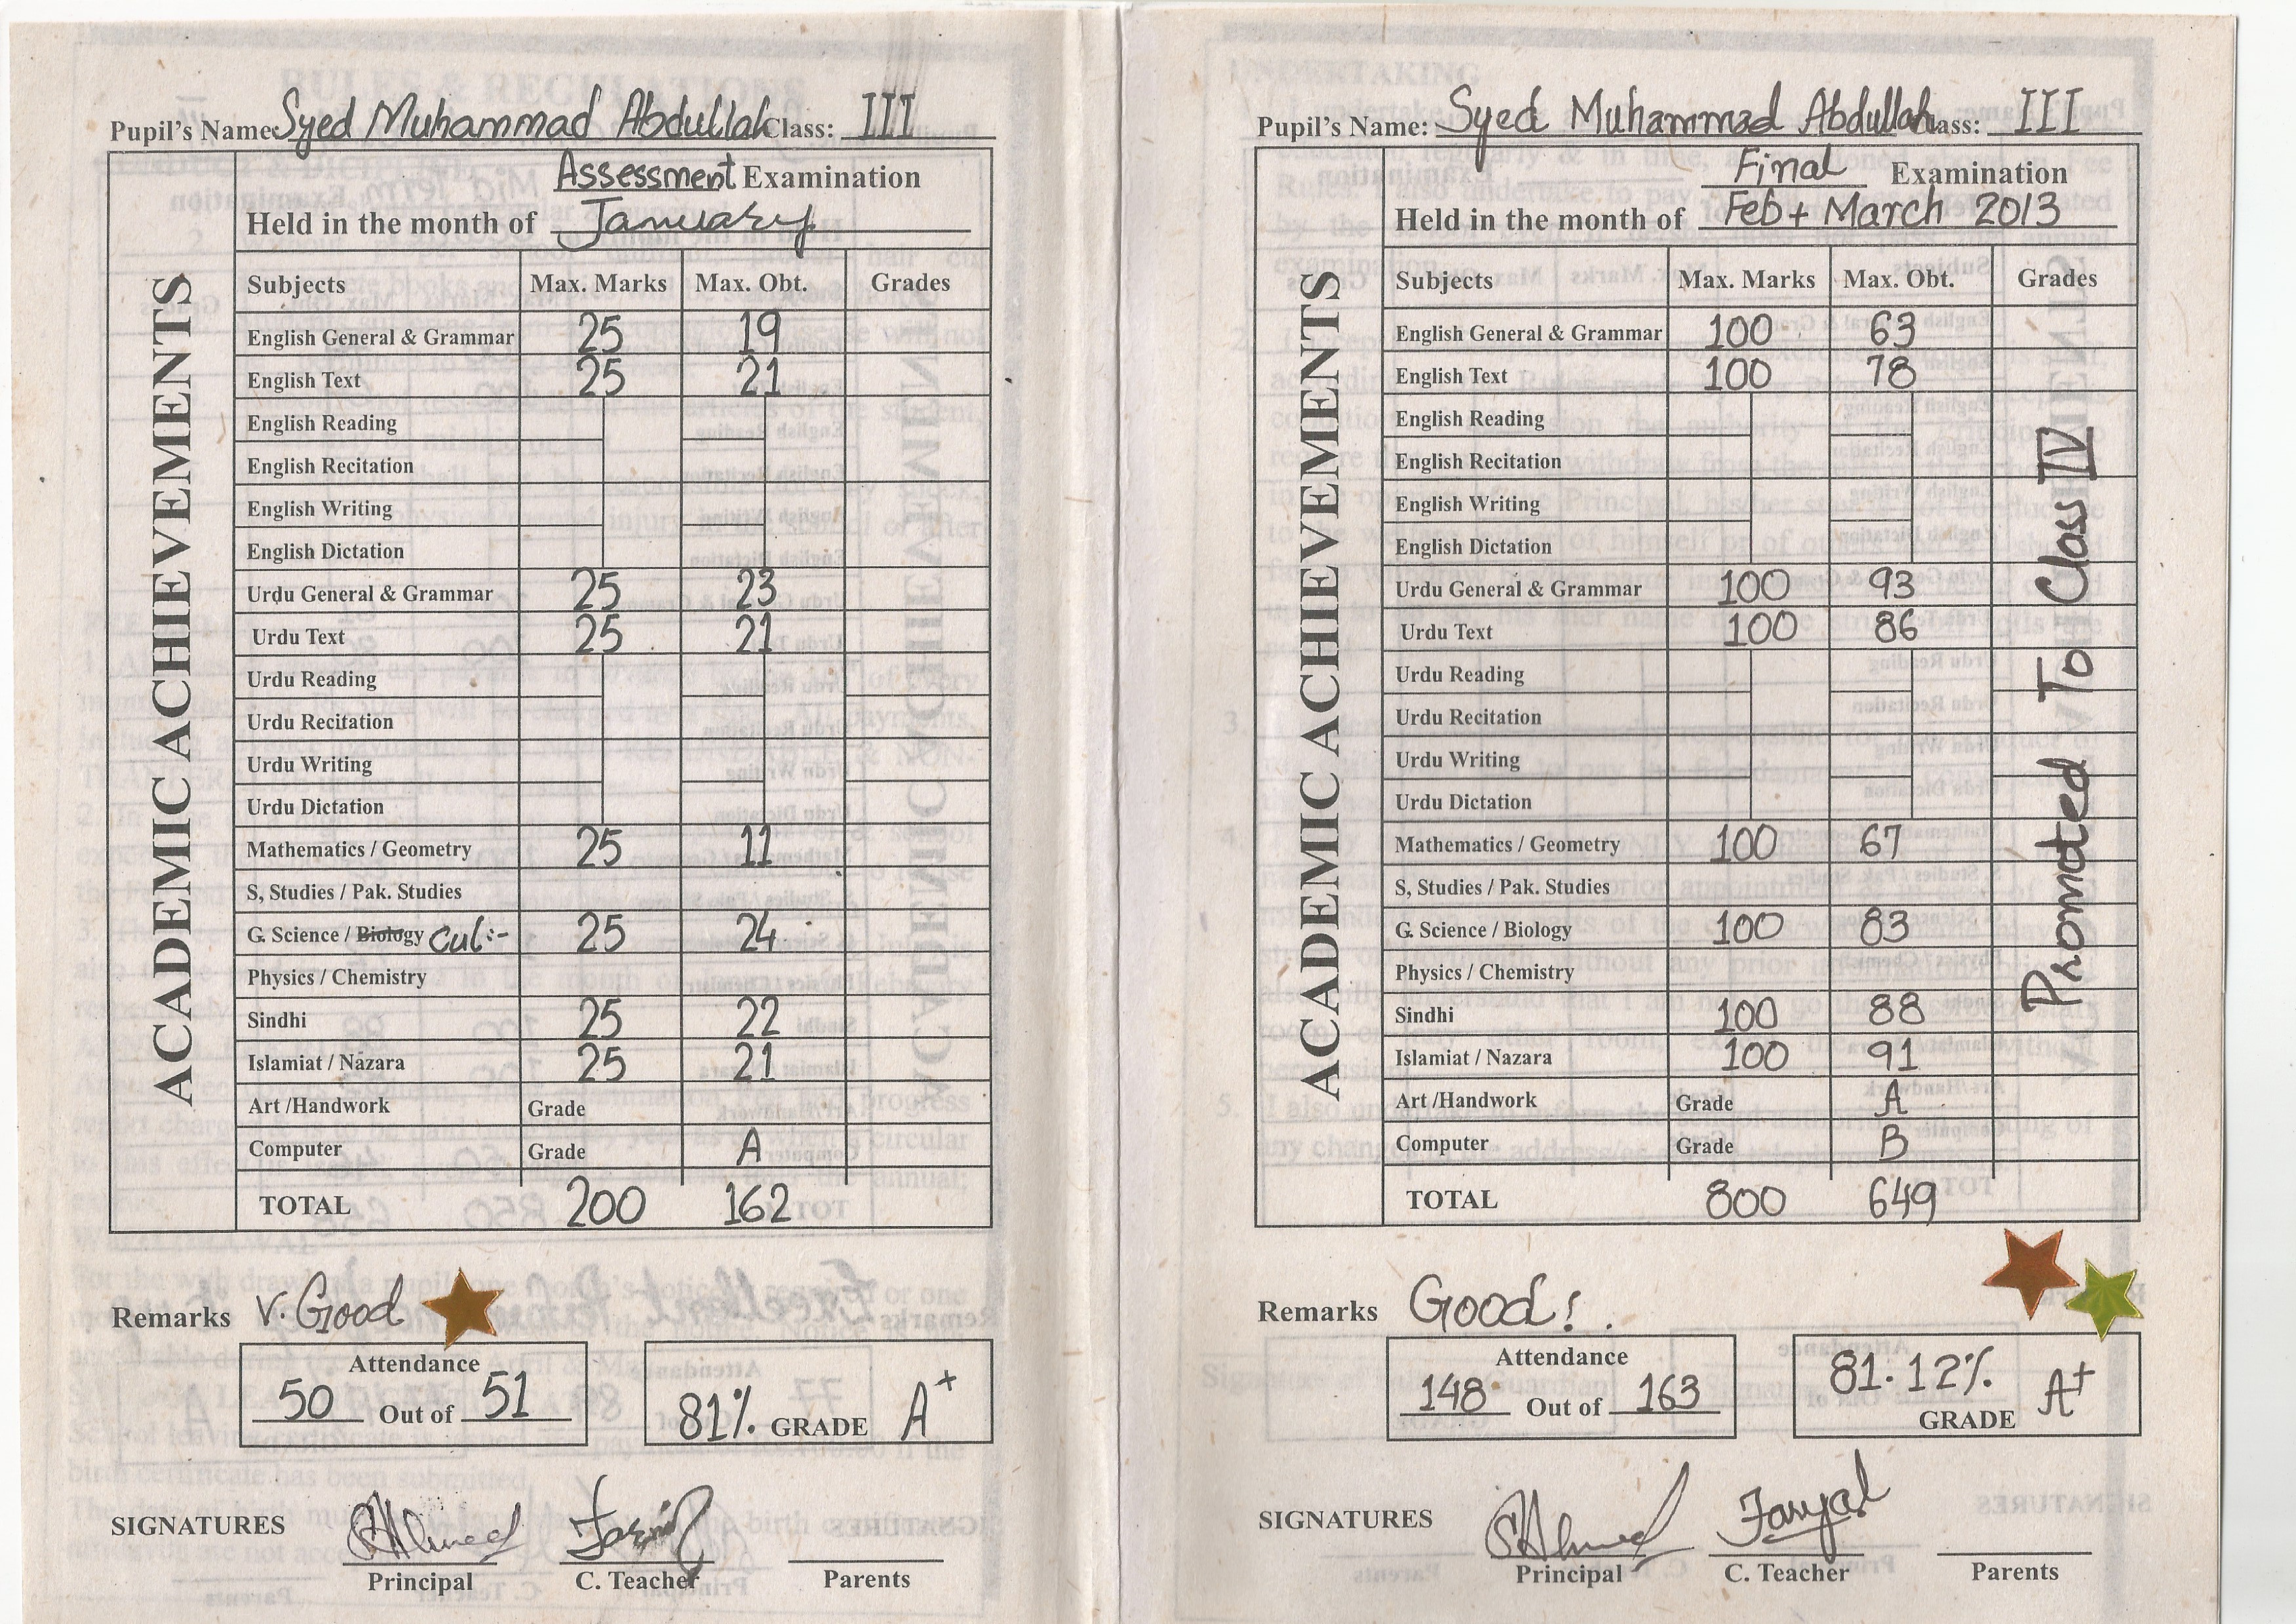 Pupil's Name: Syed Muhammad Abdullah Class: III
Assessment Examination
Held in the month of January
ACADEMIC ACHIEVEMENTS
Subjects Max. Marks Max. Obt. Grades
English General & Grammar 25 19
English Text 25 21
English Reading
English Recitation
English Writing
English Dictation
Urdu General & Grammar 25 23
Urdu Text 25 21
Urdu Reading
Urdu Recitation
Urdu Writing
Urdu Dictation
Mathematics / Geometry 25 11
S, Studies / Pak. Studies
G. Science / Biology Cul:- 25 24
Physics / Chemistry
Sindhi 25 22
Islamiat / Nazara 25 21
Art /Handwork Grade
Computer Grade A
TOTAL 200 162
Remarks V. Good
Attendance
50 Out of 51
81% GRADE A+
SIGNATURES
Principal C. Teacher Parents
Pupil's Name: Syed Muhammad Abdullah Class: III
Final Examination
Held in the month of Feb + March 2013
ACADEMIC ACHIEVEMENTS
Subjects Max. Marks Max. Obt. Grades
English General & Grammar 100 63
English Text 100 78
English Reading
English Recitation
English Writing
English Dictation
Urdu General & Grammar 100 93
Urdu Text 100 86
Urdu Reading
Urdu Recitation
Urdu Writing
Urdu Dictation
Mathematics / Geometry 100 67
S, Studies / Pak. Studies
G. Science / Biology 100 83
Physics / Chemistry
Sindhi 100 88
Islamiat / Nazara 100 91
Art /Handwork Grade A
Computer Grade B
TOTAL 800 649
Promoted To Class IV
Remarks Good!.
Attendance
148 Out of 163
81.12% GRADE A+
SIGNATURES
Principal C. Teacher Parents